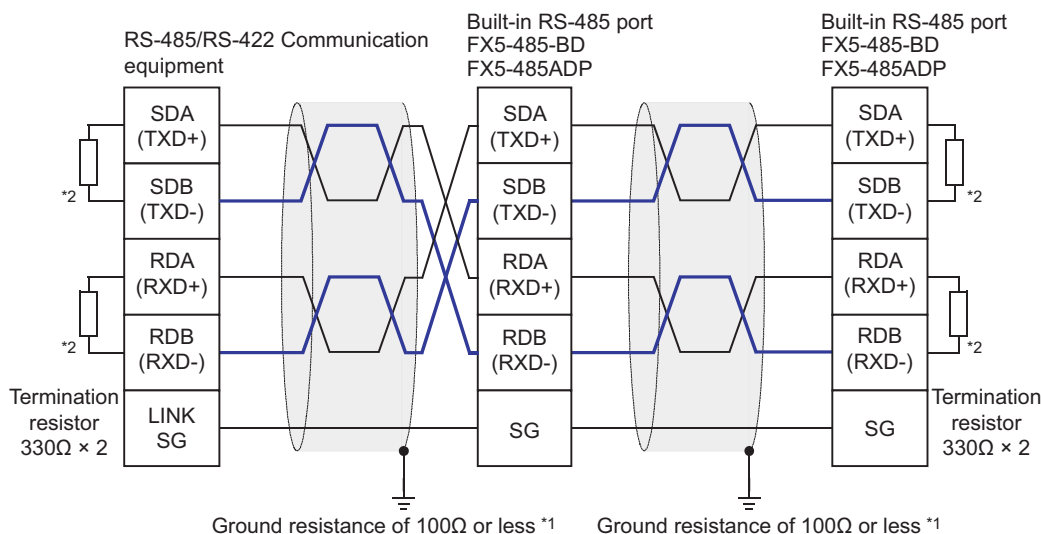 RS-485/RS-422 Communication
equipment
Built-in RS-485 port
FX5-485-BD
FX5-485ADP
Built-in RS-485 port
FX5-485-BD
FX5-485ADP
SDA
(TXD+)
SDB
(TXD-)
RDA
(RXD+)
RDB
(RXD-)
LINK
SG
*2
*2
Termination
resistor
330Ω × 2
SDA
(TXD+)
SDB
(TXD-)
RDA
(RXD+)
RDB
(RXD-)
SG
SDA
(TXD+)
SDB
(TXD-)
RDA
(RXD+)
RDB
(RXD-)
SG
*2
*2
Termination
resistor
330Ω × 2
Ground resistance of 100Ω or less *1
Ground resistance of 100Ω or less *1